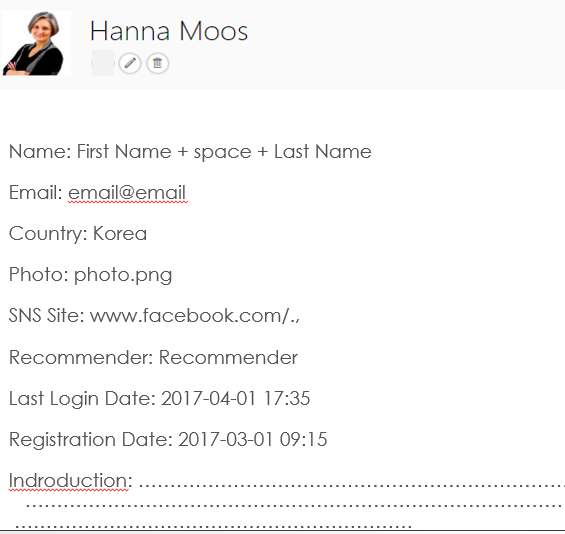 Hanna Moos
Name: First Name + space + Last Name
Email: email@email
Country: Korea
Photo: photo.png
SNS Site: www.facebook.com/.,
Recommender: Recommender
Last Login Date: 2017-04-01 17:35
Registration Date: 2017-03-01 09:15
Indroduction: ……………………………………………………………
……………………………………………………………………………
………………………………………………………